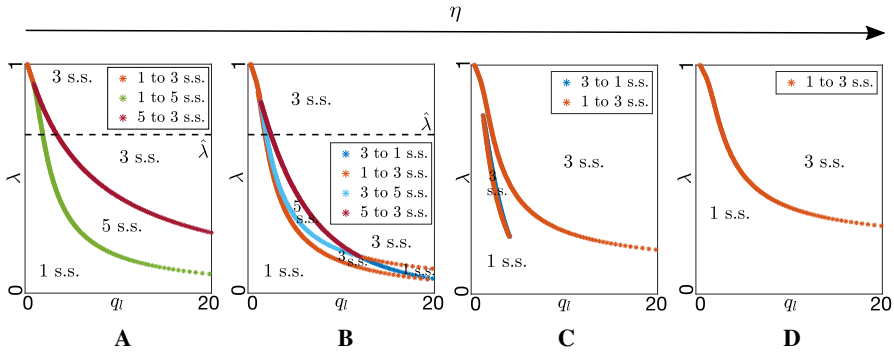 η
1
3 s.s.
1 to 3 s.s.
1 to 5 s.s.
5 to 3 s.s.
λ̂
3 s.s.
λ
5 s.s.
1 s.s.
0
0
q_l
20
A
1
3 s.s.
λ̂
3 to 1 s.s.
1 to 3 s.s.
3 to 5 s.s.
5 to 3 s.s.
λ
5
s.s.
3 s.s.
3
s.s.
1 s.s.
1 s.s.
0
0
q_l
20
B
1
3 to 1 s.s.
1 to 3 s.s.
3 s.s.
λ
3
s.s.
1 s.s.
0
0
q_l
20
C
1
1 to 3 s.s.
3 s.s.
λ
1 s.s.
0
0
q_l
20
D